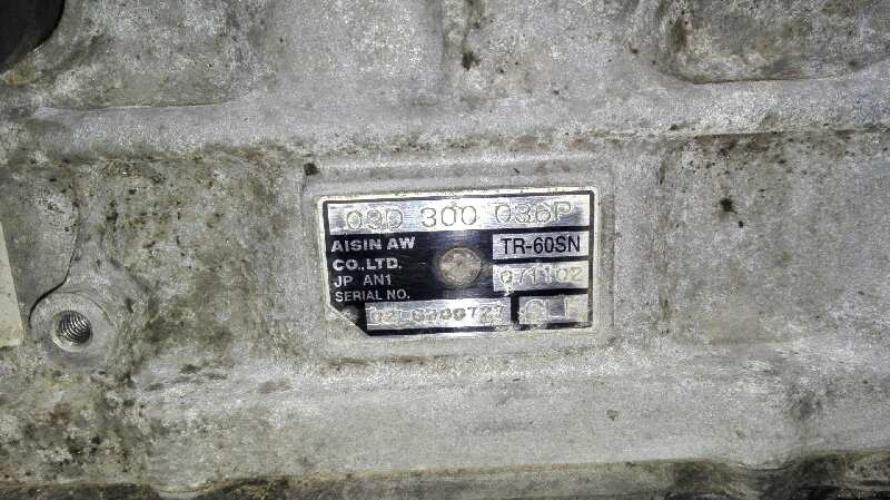 09D 300 036P
AISIN AW TR-60SN
CO.,LTD.
JP AN1 071102
SERIAL NO.